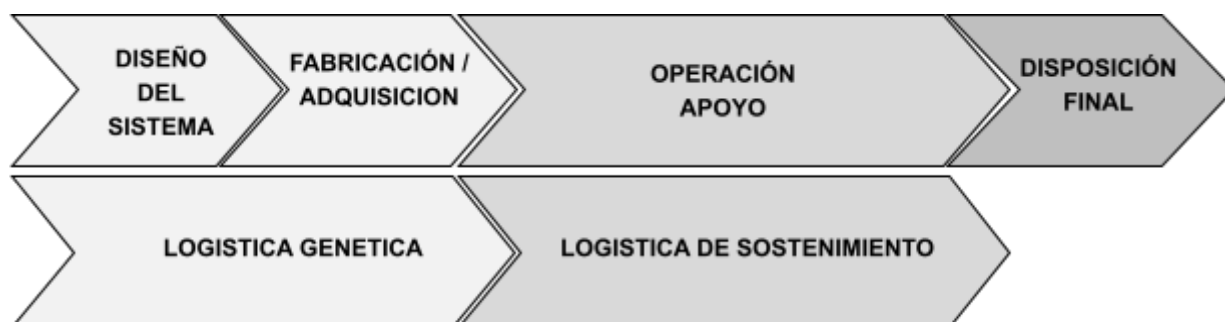 DISEÑO
DEL
SISTEMA
FABRICACIÓN /
ADQUISICION
OPERACIÓN
APOYO
DISPOSICIÓN
FINAL
LOGISTICA GENETICA
LOGISTICA DE SOSTENIMIENTO